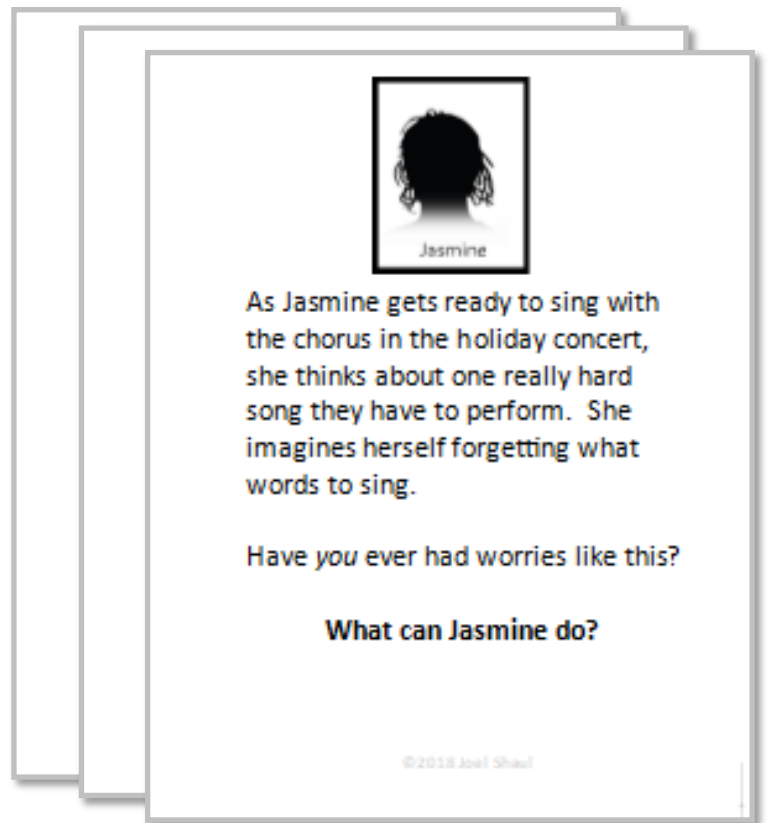 Jasmine
As Jasmine gets ready to sing with
the chorus in the holiday concert,
she thinks about one really hard
song they have to perform.  She
imagines herself forgetting what
words to sing.
Have you ever had worries like this?
What can Jasmine do?
©2018 Joel Shaul